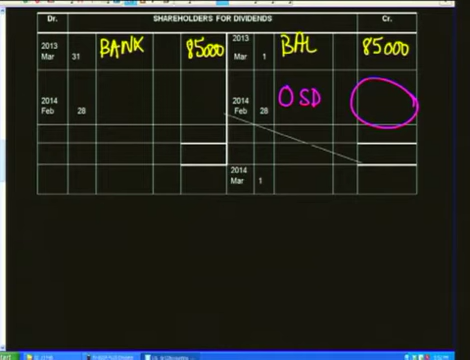 Dr. SHAREHOLDERS FOR DIVIDENDS Cr.
2013 2013
Mar 31 BANK 85000 Mar 1 BAL 85000
2014 2014
Feb 28 Feb 28 OSD
2014
Mar 1